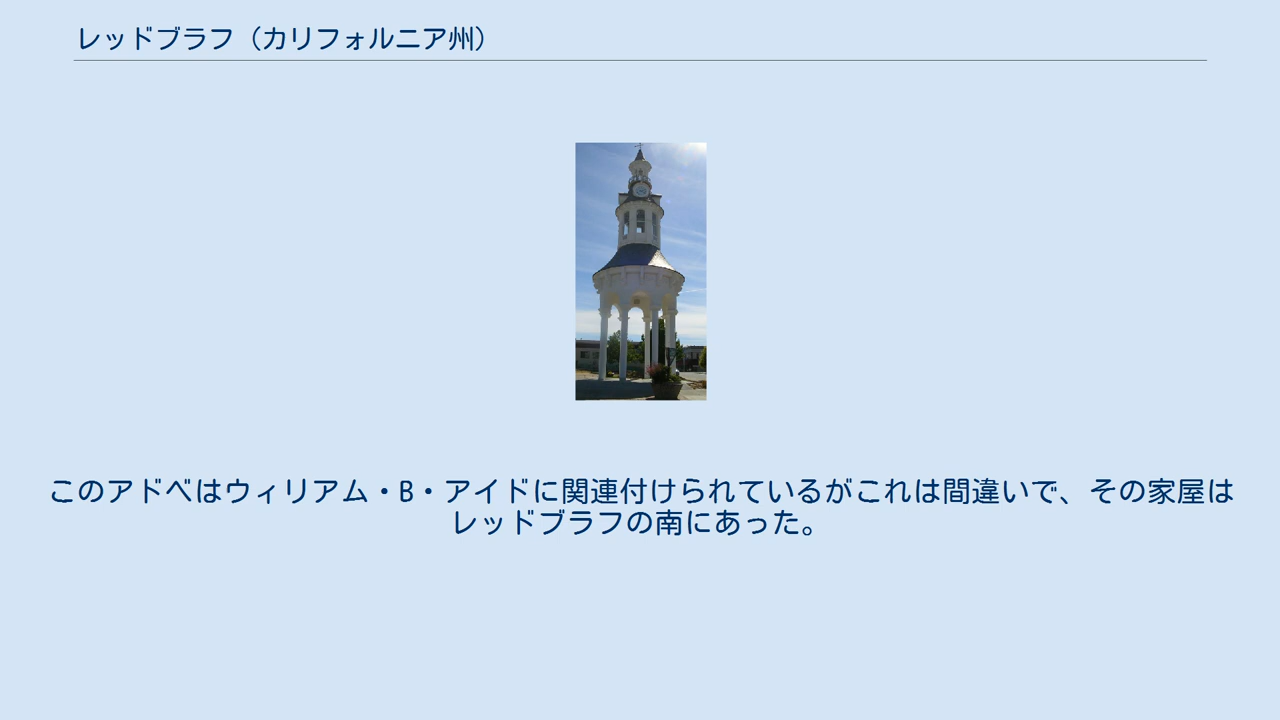 レッドブラフ（カリフォルニア州）
このアドベはウィリアム・B・アイドに関連付けられているがこれは間違いで、その家屋は
レッドブラフの南にあった。